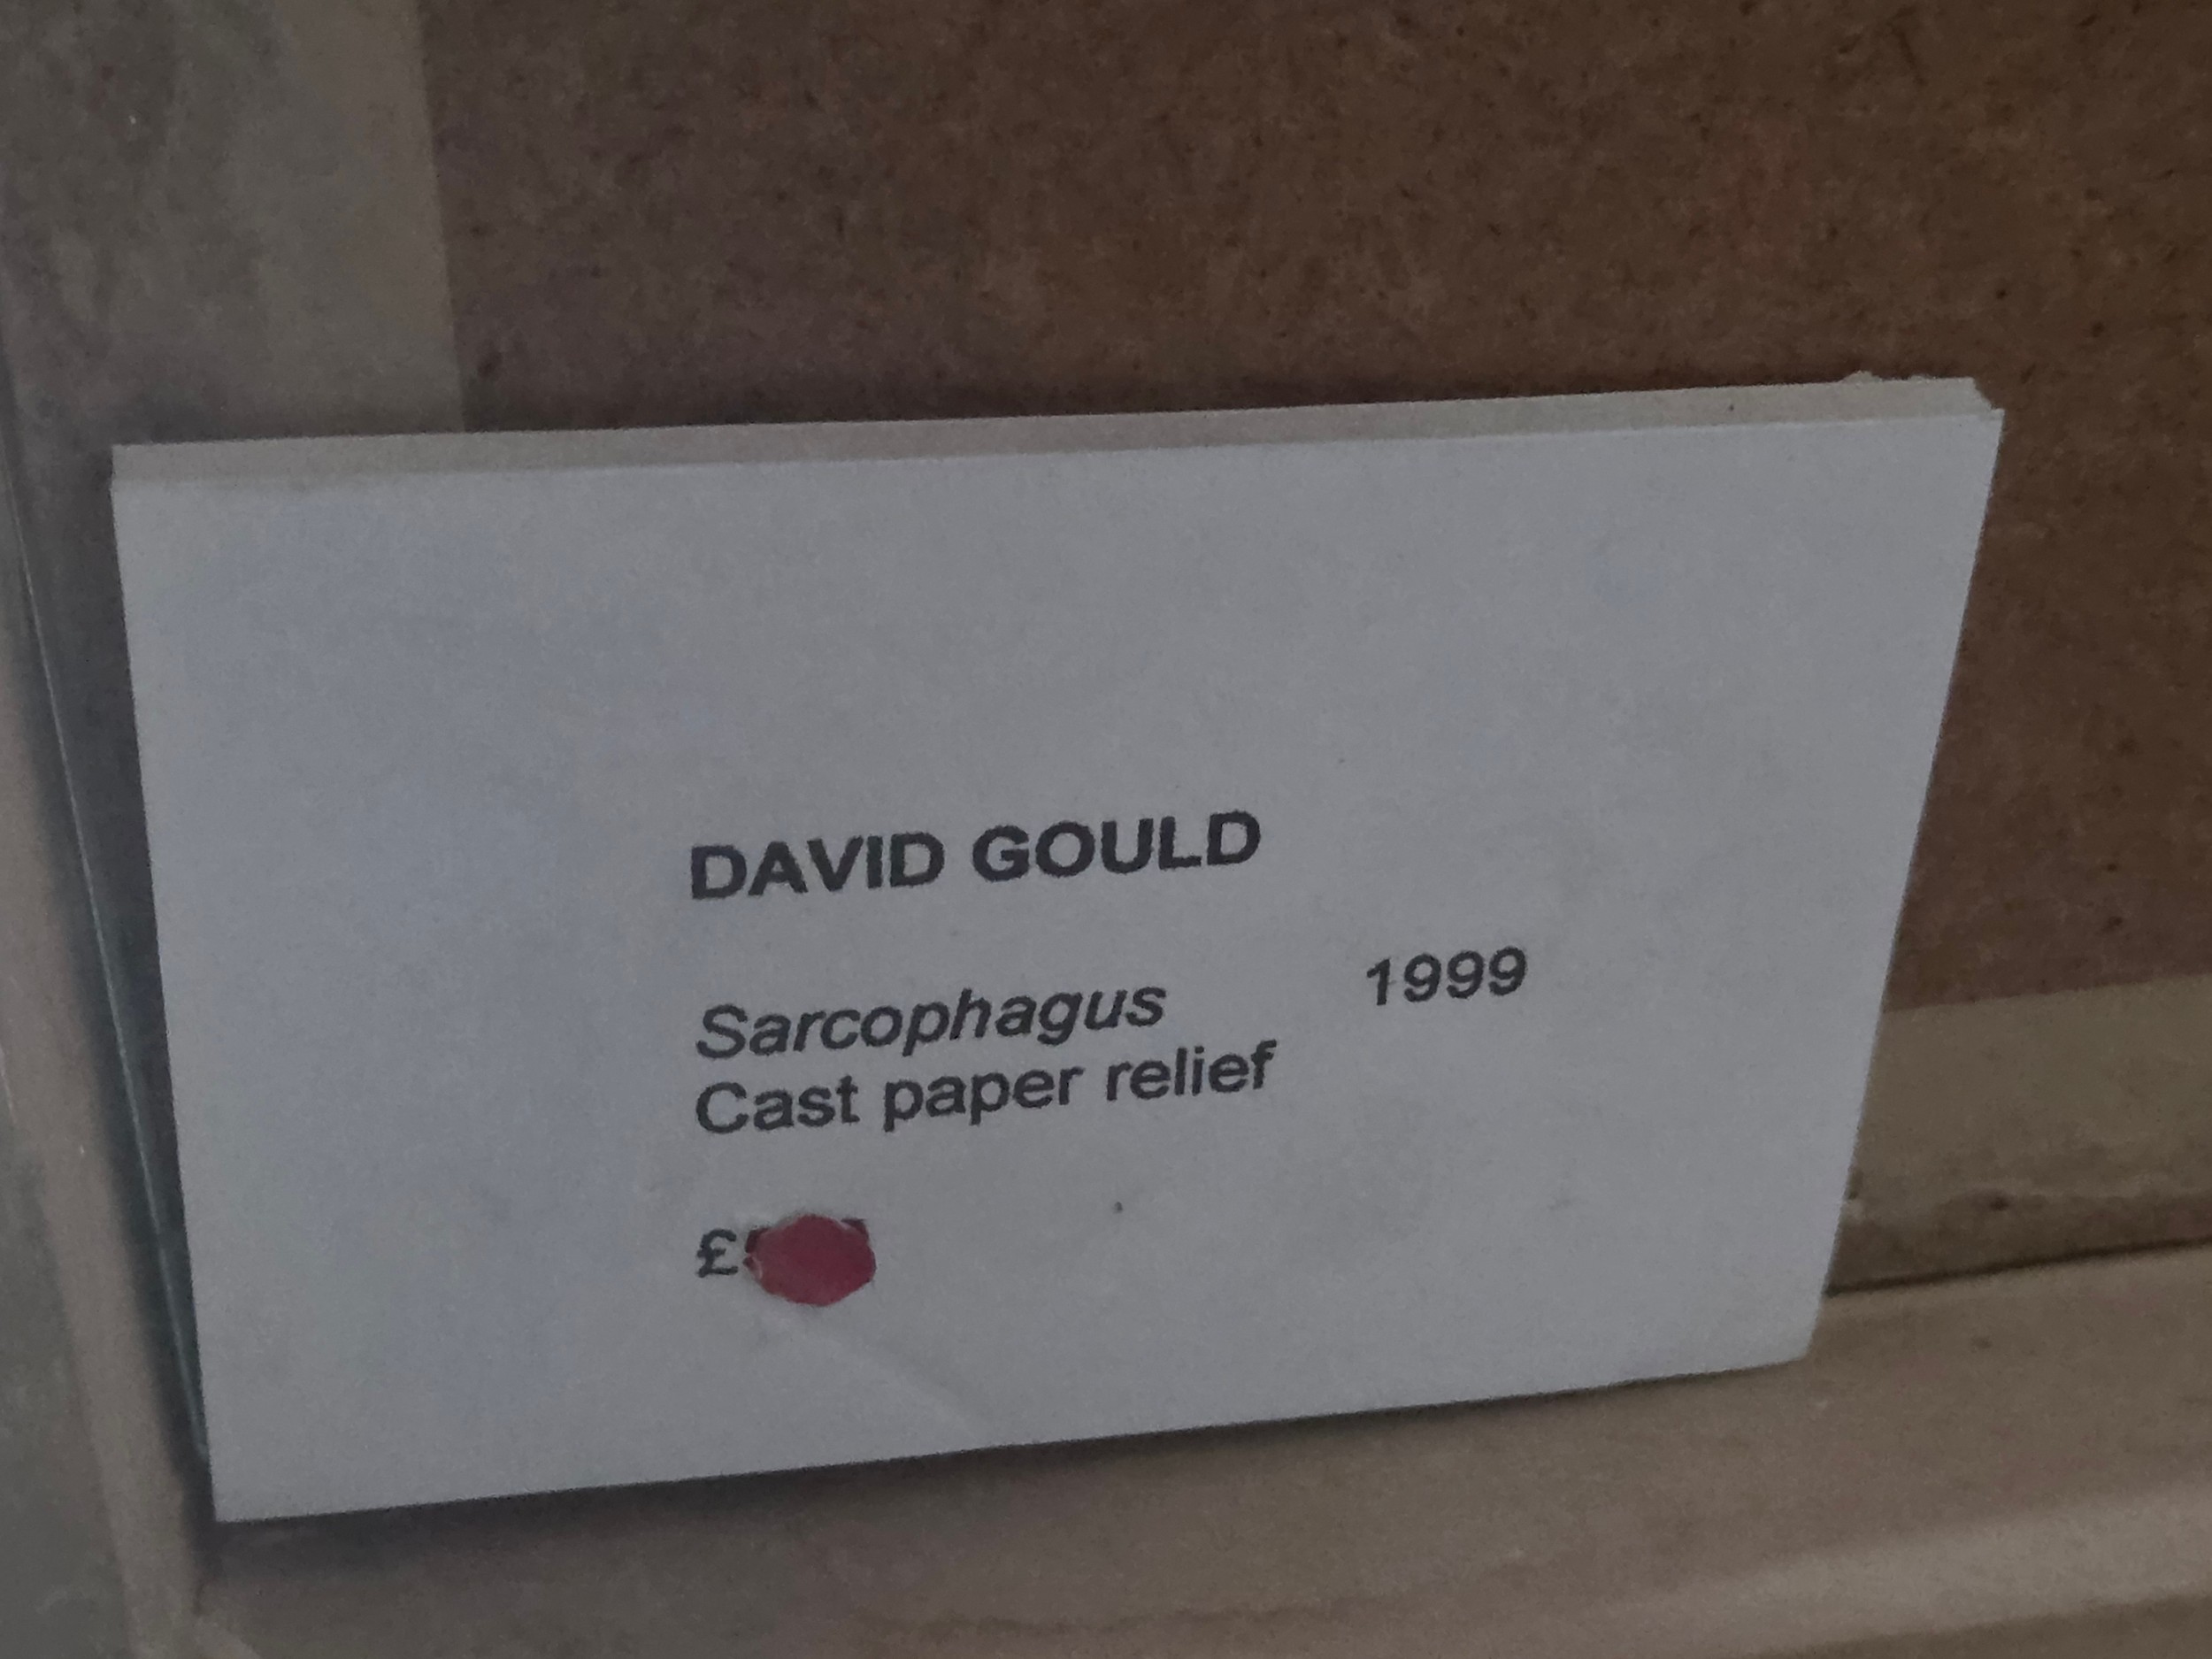 DAVID GOULD
Sarcophagus 1999
Cast paper relief
£